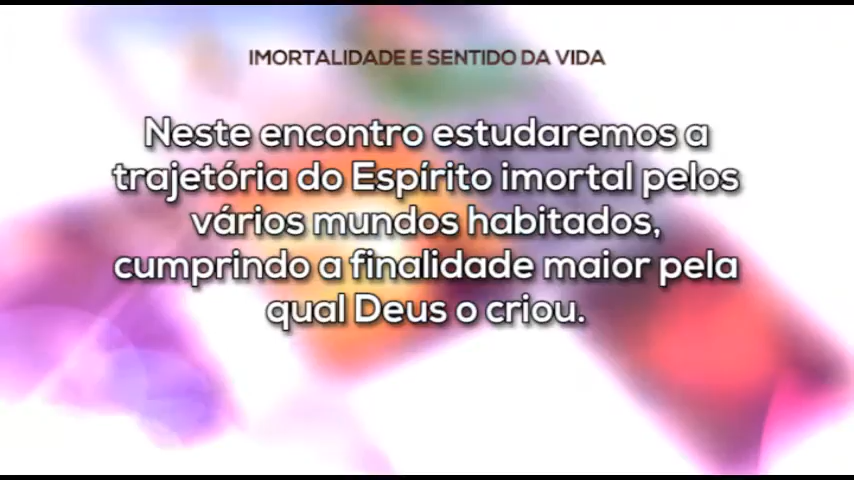 IMORTALIDADE E SENTIDO DA VIDA
Neste encontro estudaremos a
trajetória do Espírito imortal pelos
vários mundos habitados,
cumprindo a finalidade maior pela
qual Deus o criou.